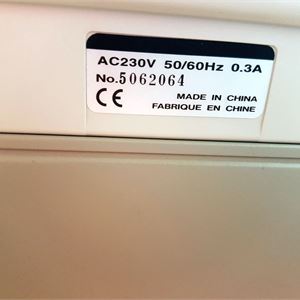 AC230V 50/60Hz 0.3A
No.5062064
CE MADE IN CHINA
FABRIQUE EN CHINE